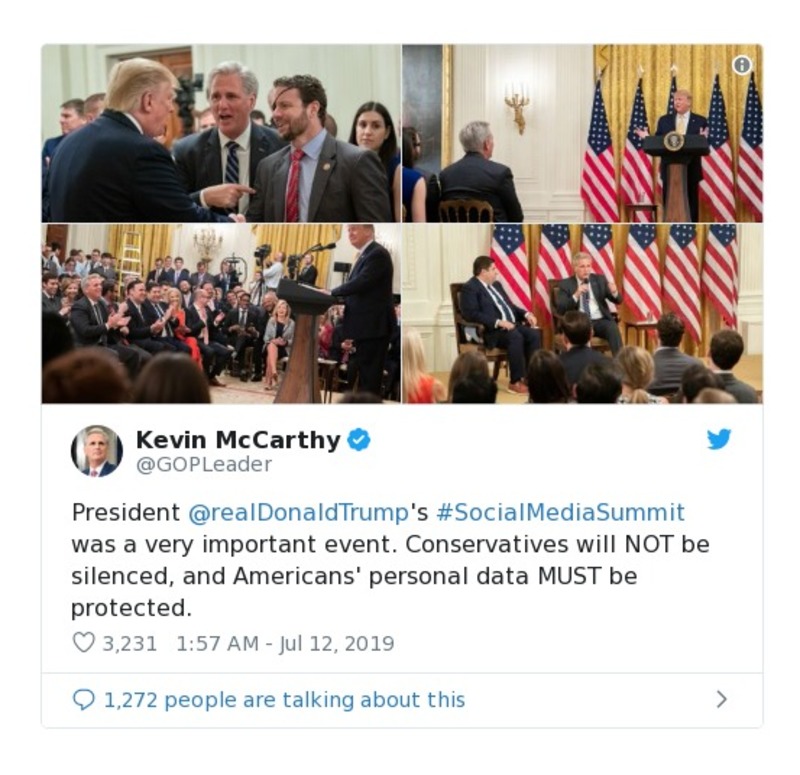 Kevin McCarthy
@GOPLeader
President @realDonaldTrump's #SocialMediaSummit
was a very important event. Conservatives will NOT be
silenced, and Americans' personal data MUST be
protected.
3,231 1:57 AM - Jul 12, 2019
1,272 people are talking about this